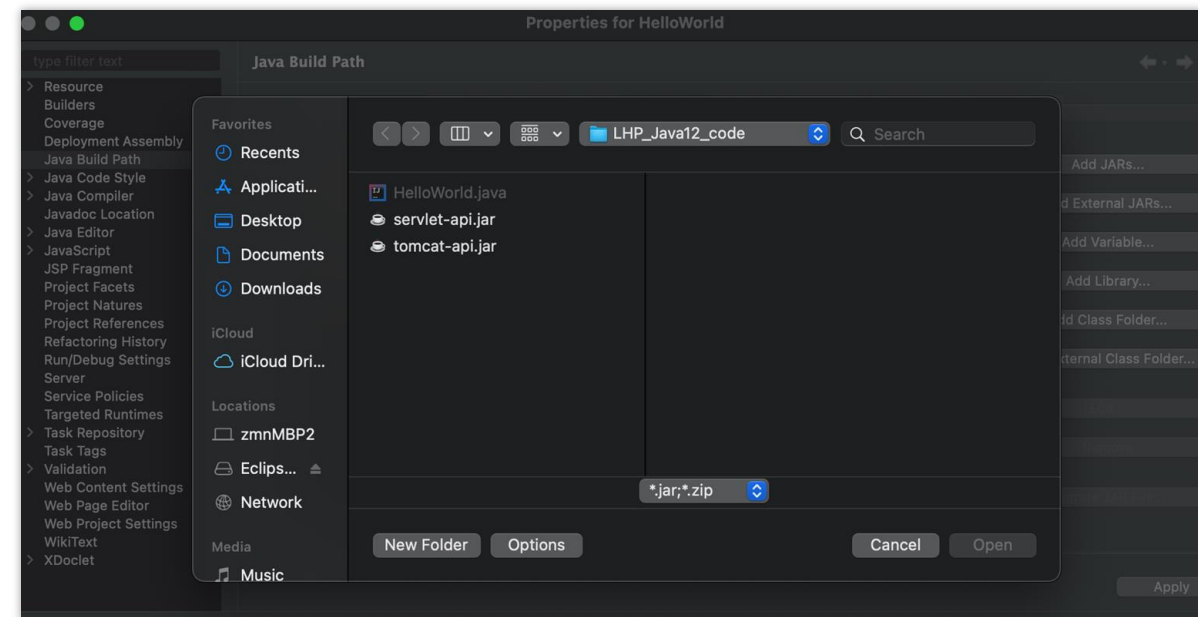 Properties for HelloWorld
type filter text
Java Build Path
Resource
Builders
Coverage
Deployment Assembly
Java Build Path
Java Code Style
Java Compiler
Javadoc Location
Java Editor
JavaScript
JSP Fragment
Project Facets
Project Natures
Project References
Refactoring History
Run/Debug Settings
Server
Service Policies
Targeted Runtimes
Task Repository
Task Tags
Validation
Web Content Settings
Web Page Editor
Web Project Settings
WikiText
XDoclet
Favorites
Recents
Applicati...
Desktop
Documents
Downloads
iCloud
iCloud Dri...
Locations
zmnMBP2
Eclips...
Network
Media
Music
LHP_Java12_code
Search
HelloWorld.java
servlet-api.jar
tomcat-api.jar
*.jar;*.zip
New Folder
Options
Cancel
Open
Add JARs...
d External JARs...
Add Variable...
Add Library...
dd Class Folder...
xternal Class Folder...
Apply